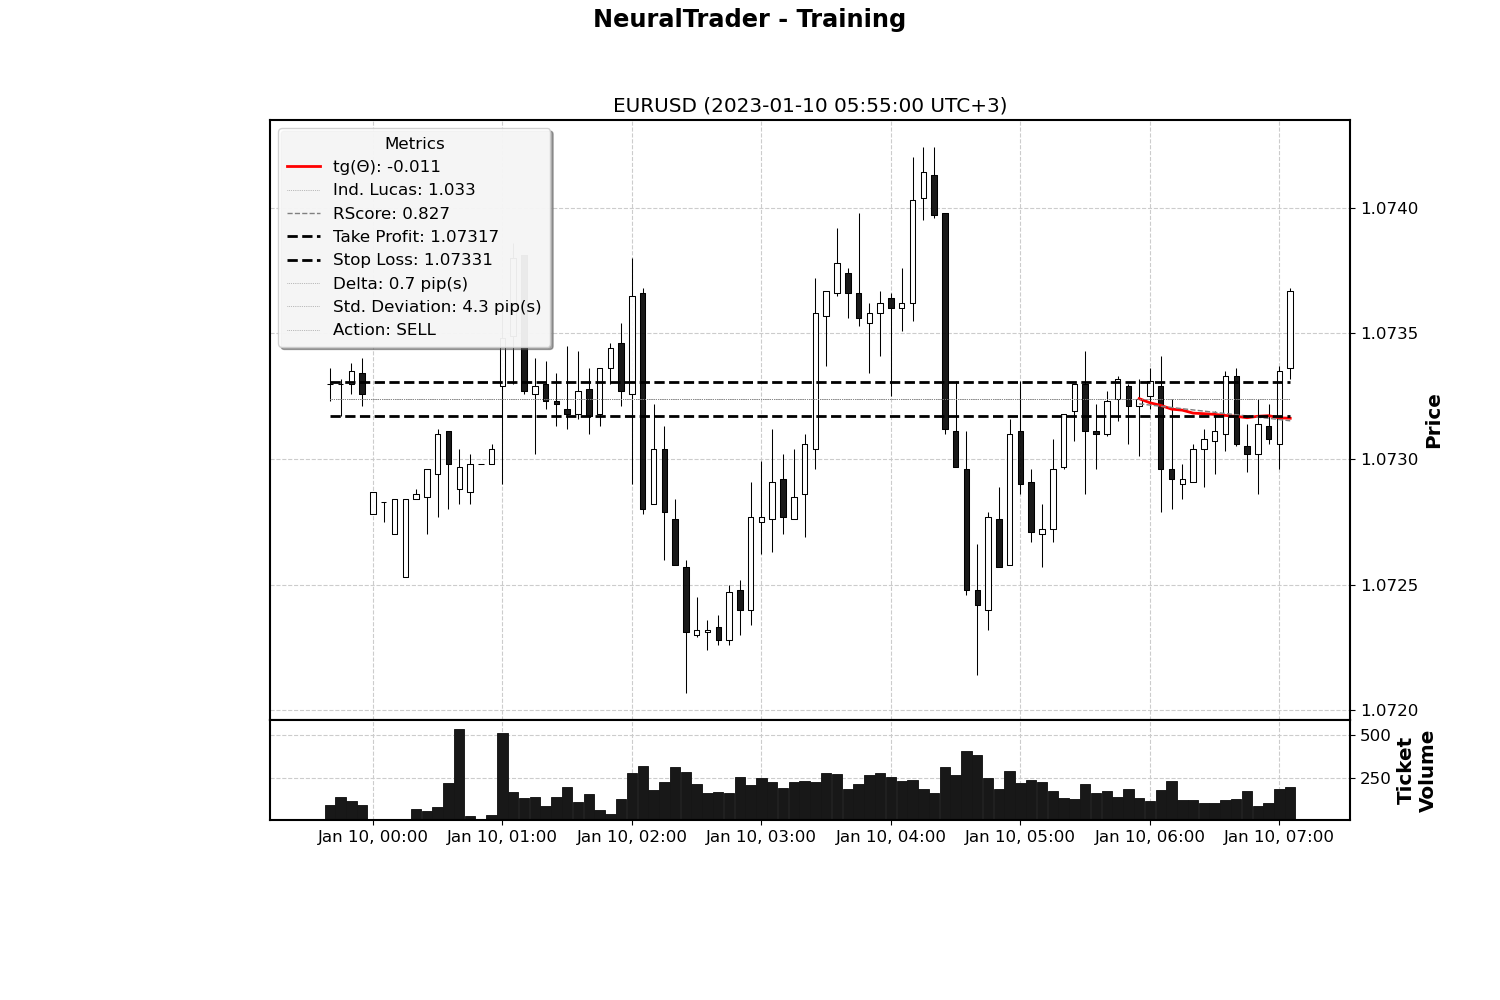 NeuralTrader - Training
EURUSD (2023-01-10 05:55:00 UTC+3)
Metrics
tg(Θ): -0.011
Ind. Lucas: 1.033
RScore: 0.827
Take Profit: 1.07317
Stop Loss: 1.07331
Delta: 0.7 pip(s)
Std. Deviation: 4.3 pip(s)
Action: SELL
1.0740
1.0735
1.0730
1.0725
1.0720
Price
500
250
Ticket
Volume
Jan 10, 00:00 Jan 10, 01:00 Jan 10, 02:00 Jan 10, 03:00 Jan 10, 04:00 Jan 10, 05:00 Jan 10, 06:00 Jan 10, 07:00